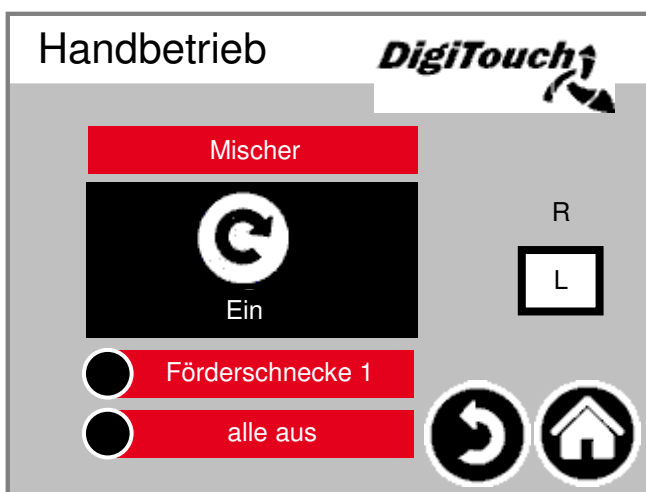 Handbetrieb
DigiTouch
Mischer
Ein
R
L
Förderschnecke 1
alle aus